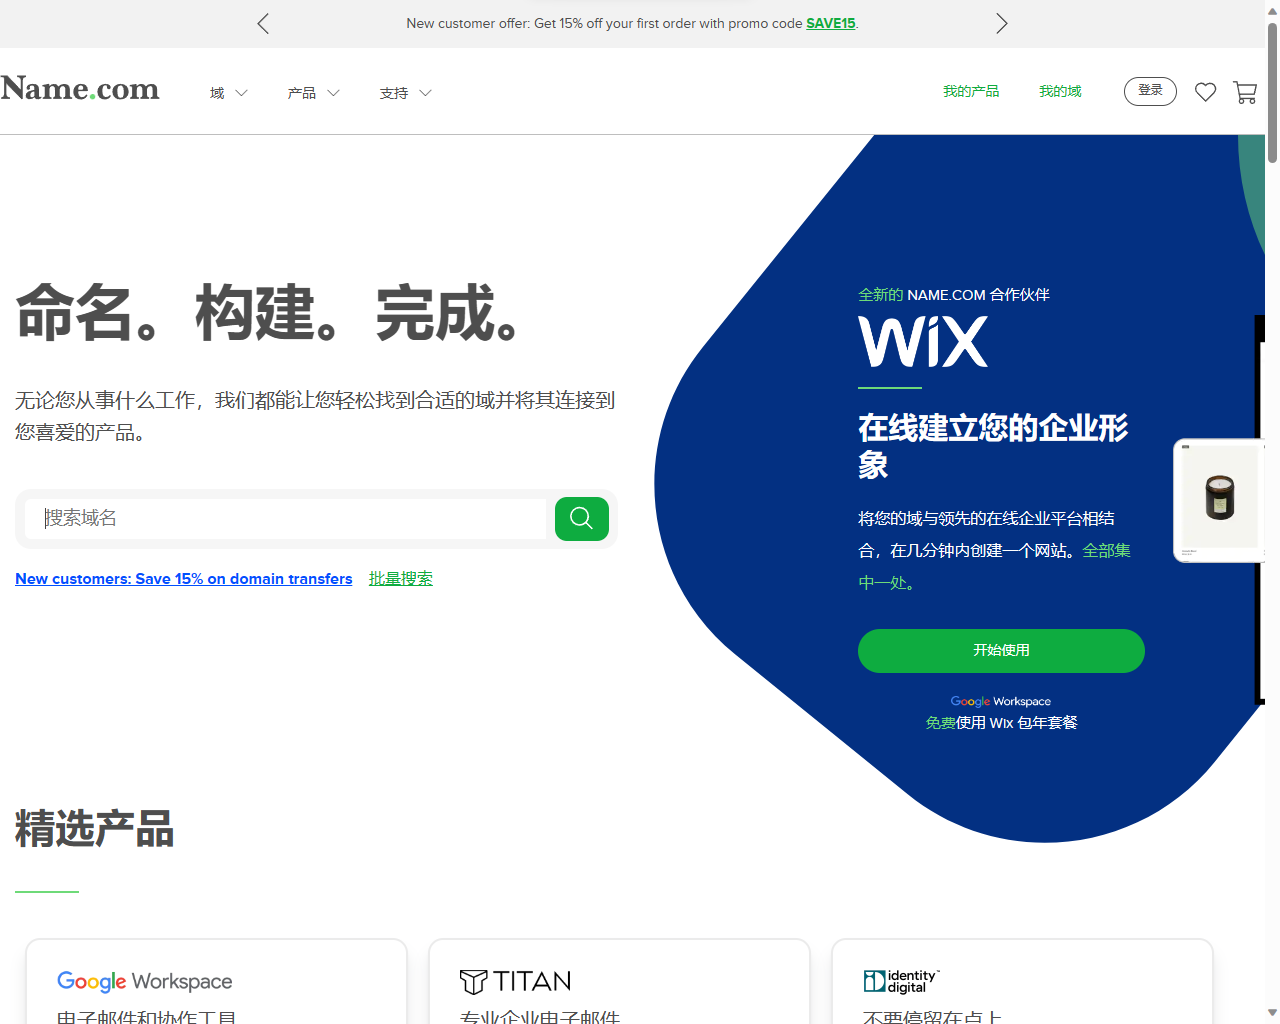 New customer offer: Get 15% off your first order with promo code SAVE15.
Name.com
域
产品
支持
我的产品
我的域
登录
命名。构建。完成。
无论您从事什么工作，我们都能让您轻松找到合适的域并将其连接到
您喜爱的产品。
搜索域名
New customers: Save 15% on domain transfers
批量搜索
全新的 NAME.COM 合作伙伴
WiX
在线建立您的企业形
象
将您的域与领先的在线企业平台相结
合，在几分钟内创建一个网站。全部集
中一处。
开始使用
Google Workspace
免费使用 Wix 包年套餐
精选产品
Google Workspace
电子邮件和协作工具
TITAN
专业企业电子邮件
identity
digital
不要停留在点上